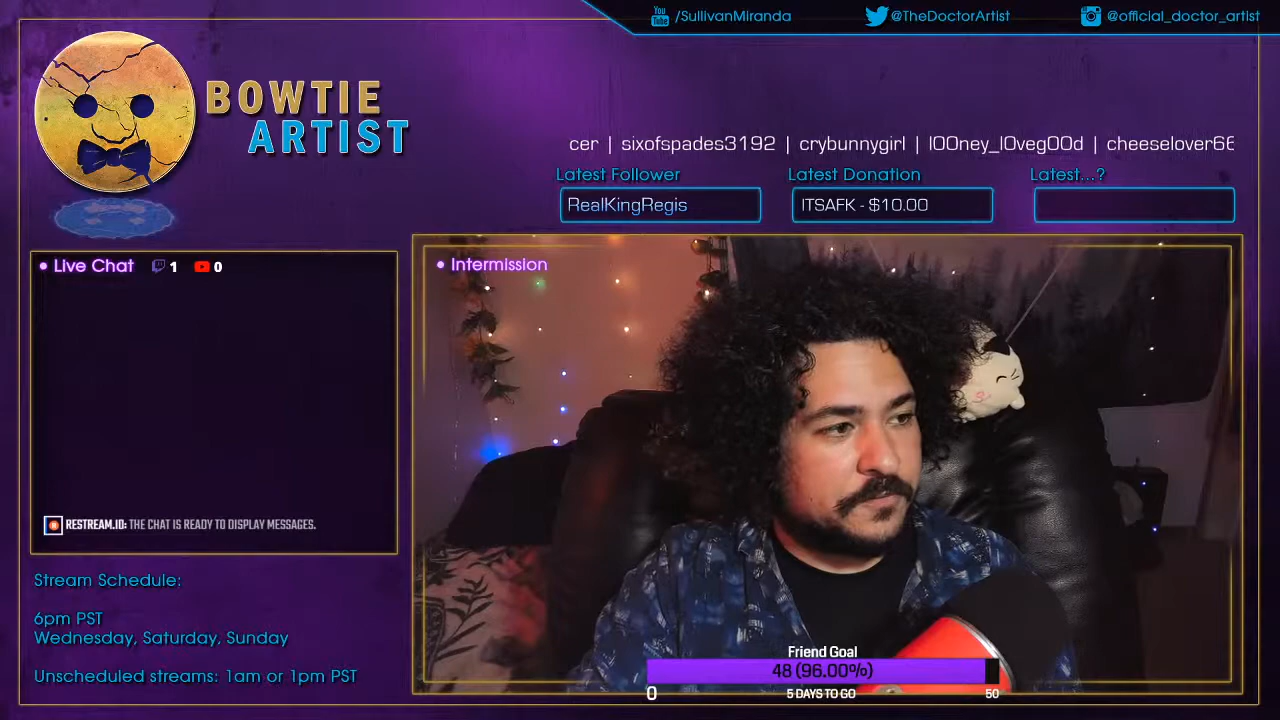 You Tube /SullivanMiranda @TheDoctorArtist @official_doctor_artist
BOWTIE
ARTIST
cer | sixofspades3192 | crybunnygirl | l00ney_l0veg00d | cheeselover66
Latest Follower Latest Donation Latest...?
RealKingRegis ITSAFK - $10.00
• Live Chat 1 0
• Intermission
RESTREAM.IO: THE CHAT IS READY TO DISPLAY MESSAGES.
Stream Schedule:
6pm PST
Wednesday, Saturday, Sunday
Unscheduled streams: 1am or 1pm PST
Friend Goal
48 (96.00%)
0 5 DAYS TO GO 50